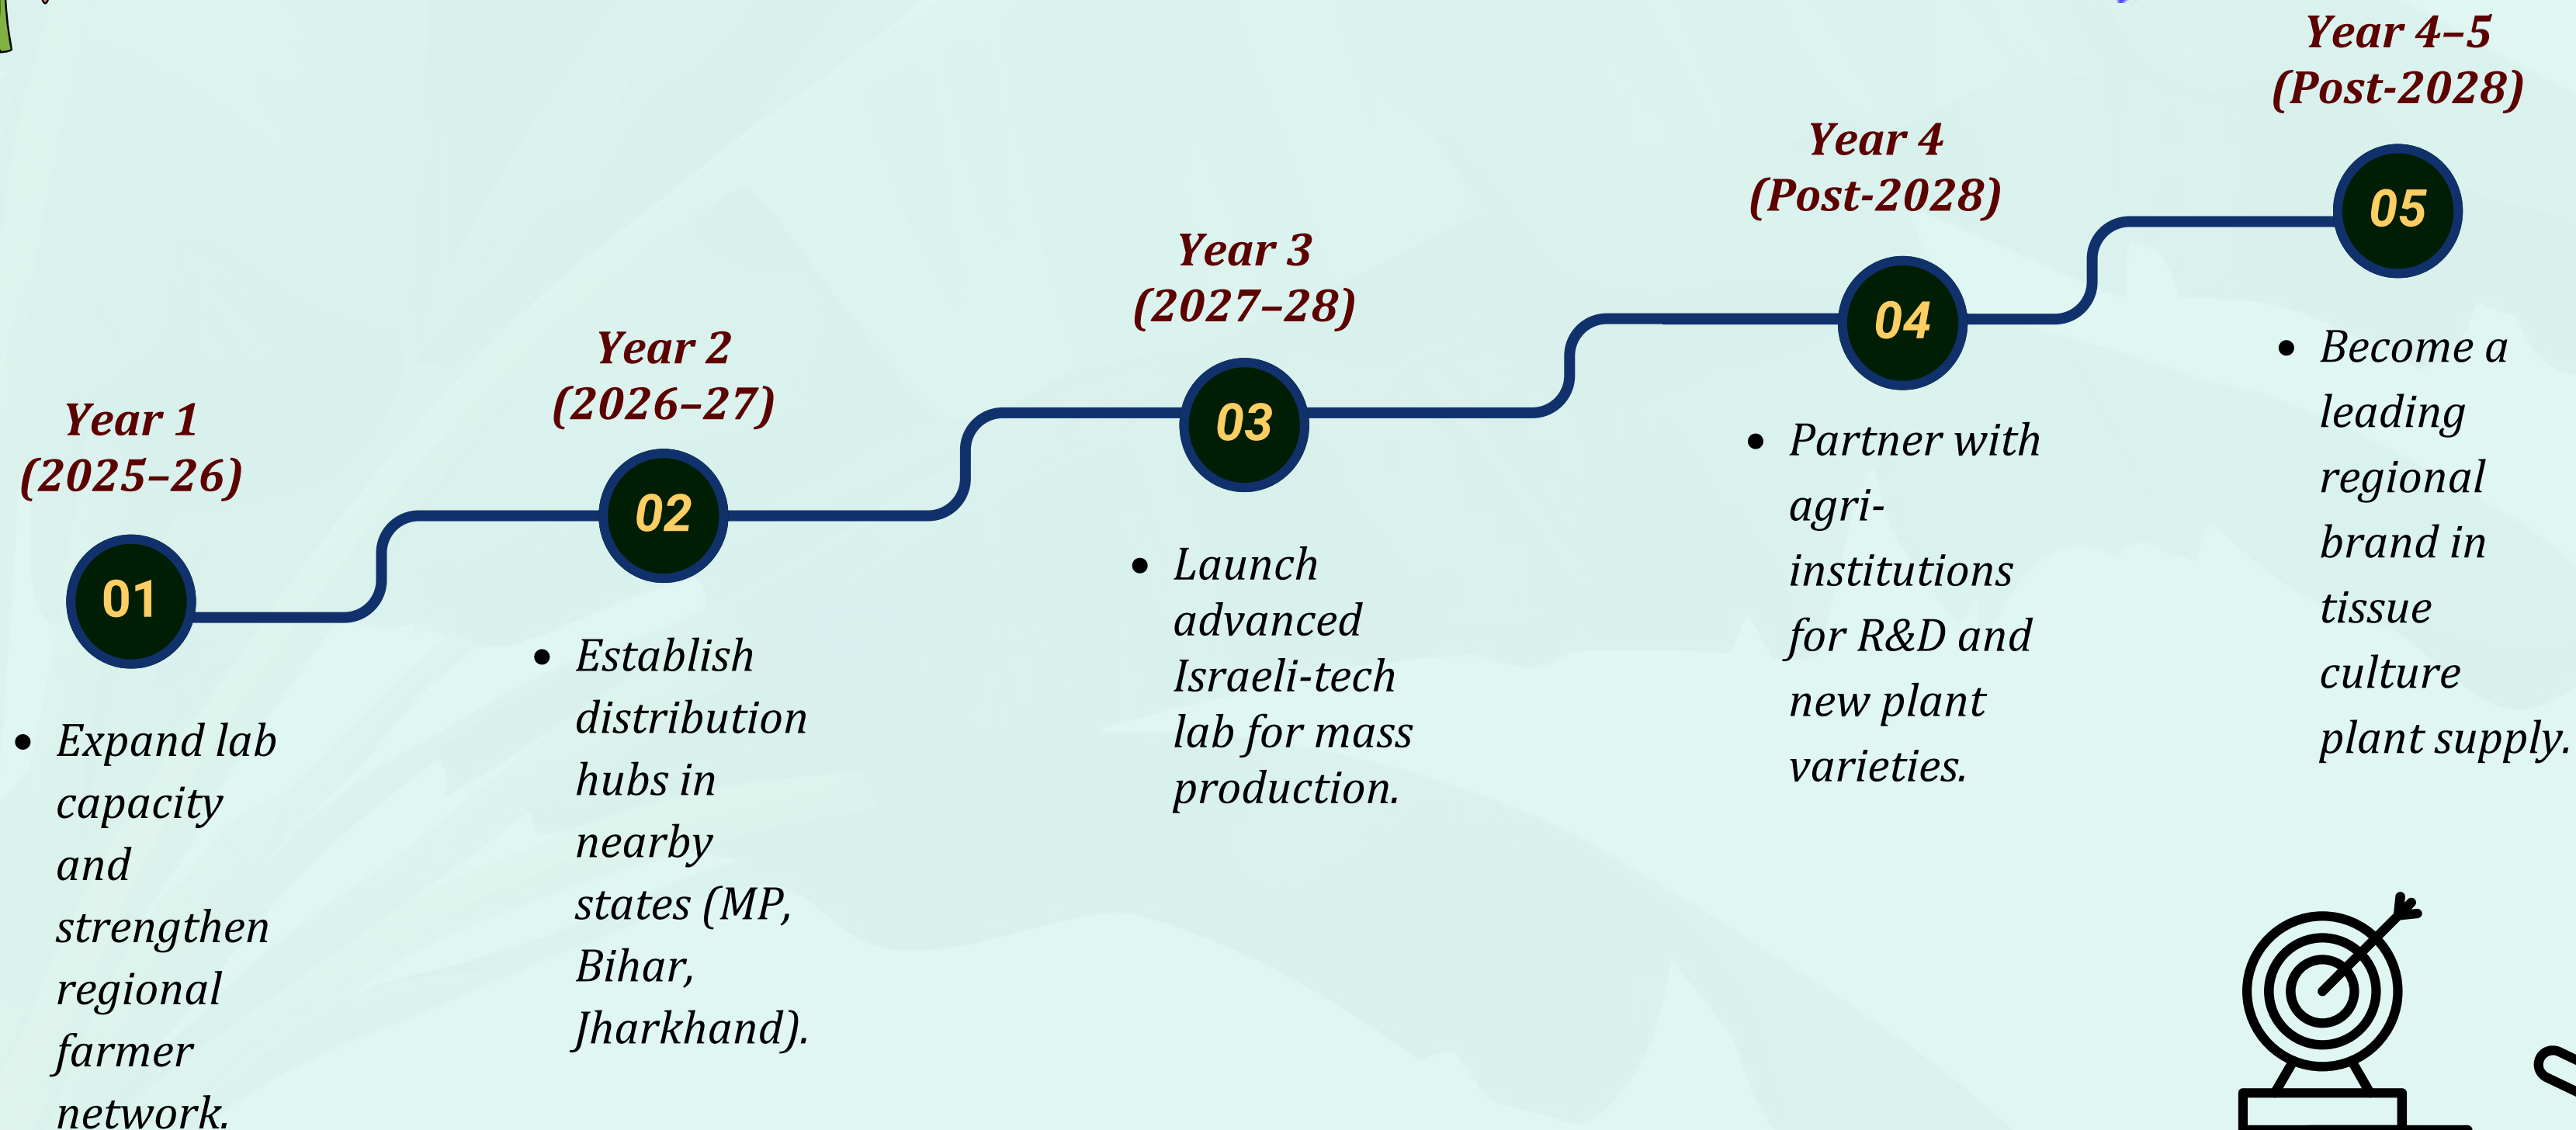 Year 1
(2025–26)
01
• Expand lab
capacity
and
strengthen
regional
farmer
network.
Year 2
(2026–27)
02
• Establish
distribution
hubs in
nearby
states (MP,
Bihar,
Jharkhand).
Year 3
(2027–28)
03
• Launch
advanced
Israeli-tech
lab for mass
production.
Year 4
(Post-2028)
04
• Partner with
agri-
institutions
for R&D and
new plant
varieties.
Year 4–5
(Post-2028)
05
• Become a
leading
regional
brand in
tissue
culture
plant supply.